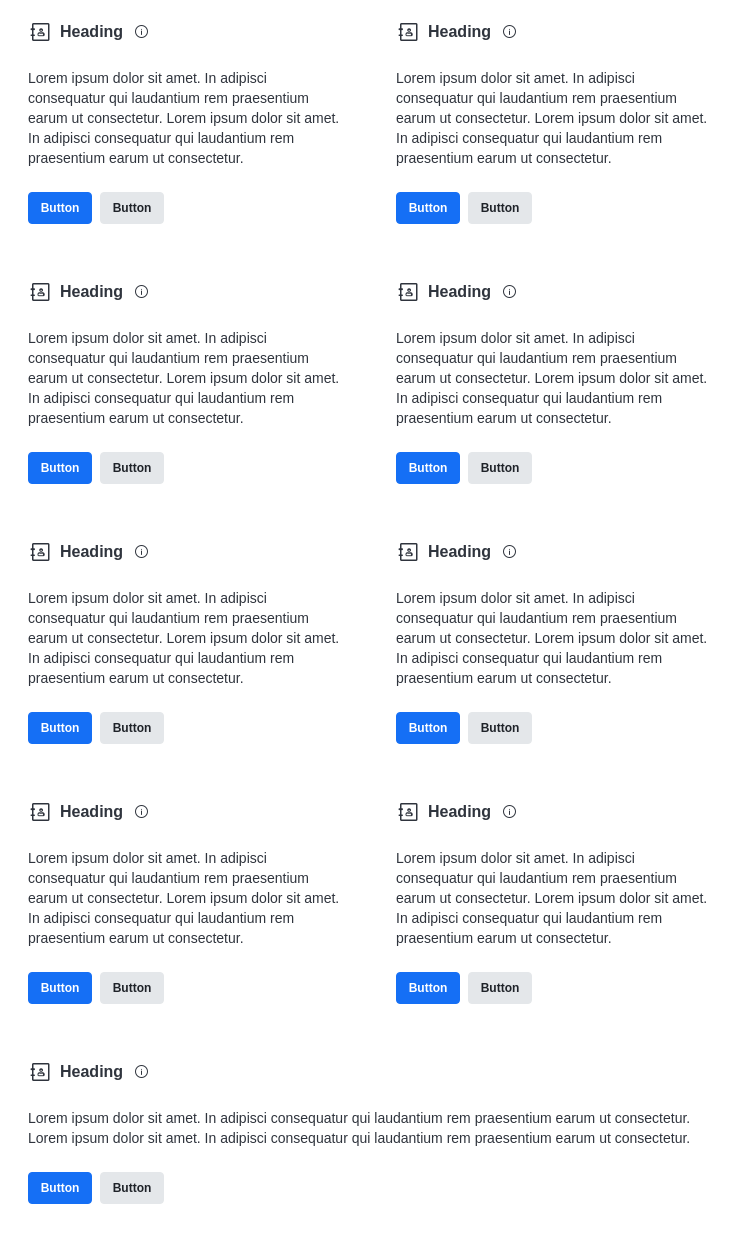 Heading
Lorem ipsum dolor sit amet. In adipisci
consequatur qui laudantium rem praesentium
earum ut consectetur. Lorem ipsum dolor sit amet.
In adipisci consequatur qui laudantium rem
praesentium earum ut consectetur.
Button Button
Heading
Lorem ipsum dolor sit amet. In adipisci
consequatur qui laudantium rem praesentium
earum ut consectetur. Lorem ipsum dolor sit amet.
In adipisci consequatur qui laudantium rem
praesentium earum ut consectetur.
Button Button
Heading
Lorem ipsum dolor sit amet. In adipisci
consequatur qui laudantium rem praesentium
earum ut consectetur. Lorem ipsum dolor sit amet.
In adipisci consequatur qui laudantium rem
praesentium earum ut consectetur.
Button Button
Heading
Lorem ipsum dolor sit amet. In adipisci
consequatur qui laudantium rem praesentium
earum ut consectetur. Lorem ipsum dolor sit amet.
In adipisci consequatur qui laudantium rem
praesentium earum ut consectetur.
Button Button
Heading
Lorem ipsum dolor sit amet. In adipisci
consequatur qui laudantium rem praesentium
earum ut consectetur. Lorem ipsum dolor sit amet.
In adipisci consequatur qui laudantium rem
praesentium earum ut consectetur.
Button Button
Heading
Lorem ipsum dolor sit amet. In adipisci
consequatur qui laudantium rem praesentium
earum ut consectetur. Lorem ipsum dolor sit amet.
In adipisci consequatur qui laudantium rem
praesentium earum ut consectetur.
Button Button
Heading
Lorem ipsum dolor sit amet. In adipisci
consequatur qui laudantium rem praesentium
earum ut consectetur. Lorem ipsum dolor sit amet.
In adipisci consequatur qui laudantium rem
praesentium earum ut consectetur.
Button Button
Heading
Lorem ipsum dolor sit amet. In adipisci
consequatur qui laudantium rem praesentium
earum ut consectetur. Lorem ipsum dolor sit amet.
In adipisci consequatur qui laudantium rem
praesentium earum ut consectetur.
Button Button
Heading
Lorem ipsum dolor sit amet. In adipisci consequatur qui laudantium rem praesentium earum ut consectetur.
Lorem ipsum dolor sit amet. In adipisci consequatur qui laudantium rem praesentium earum ut consectetur.
Button Button